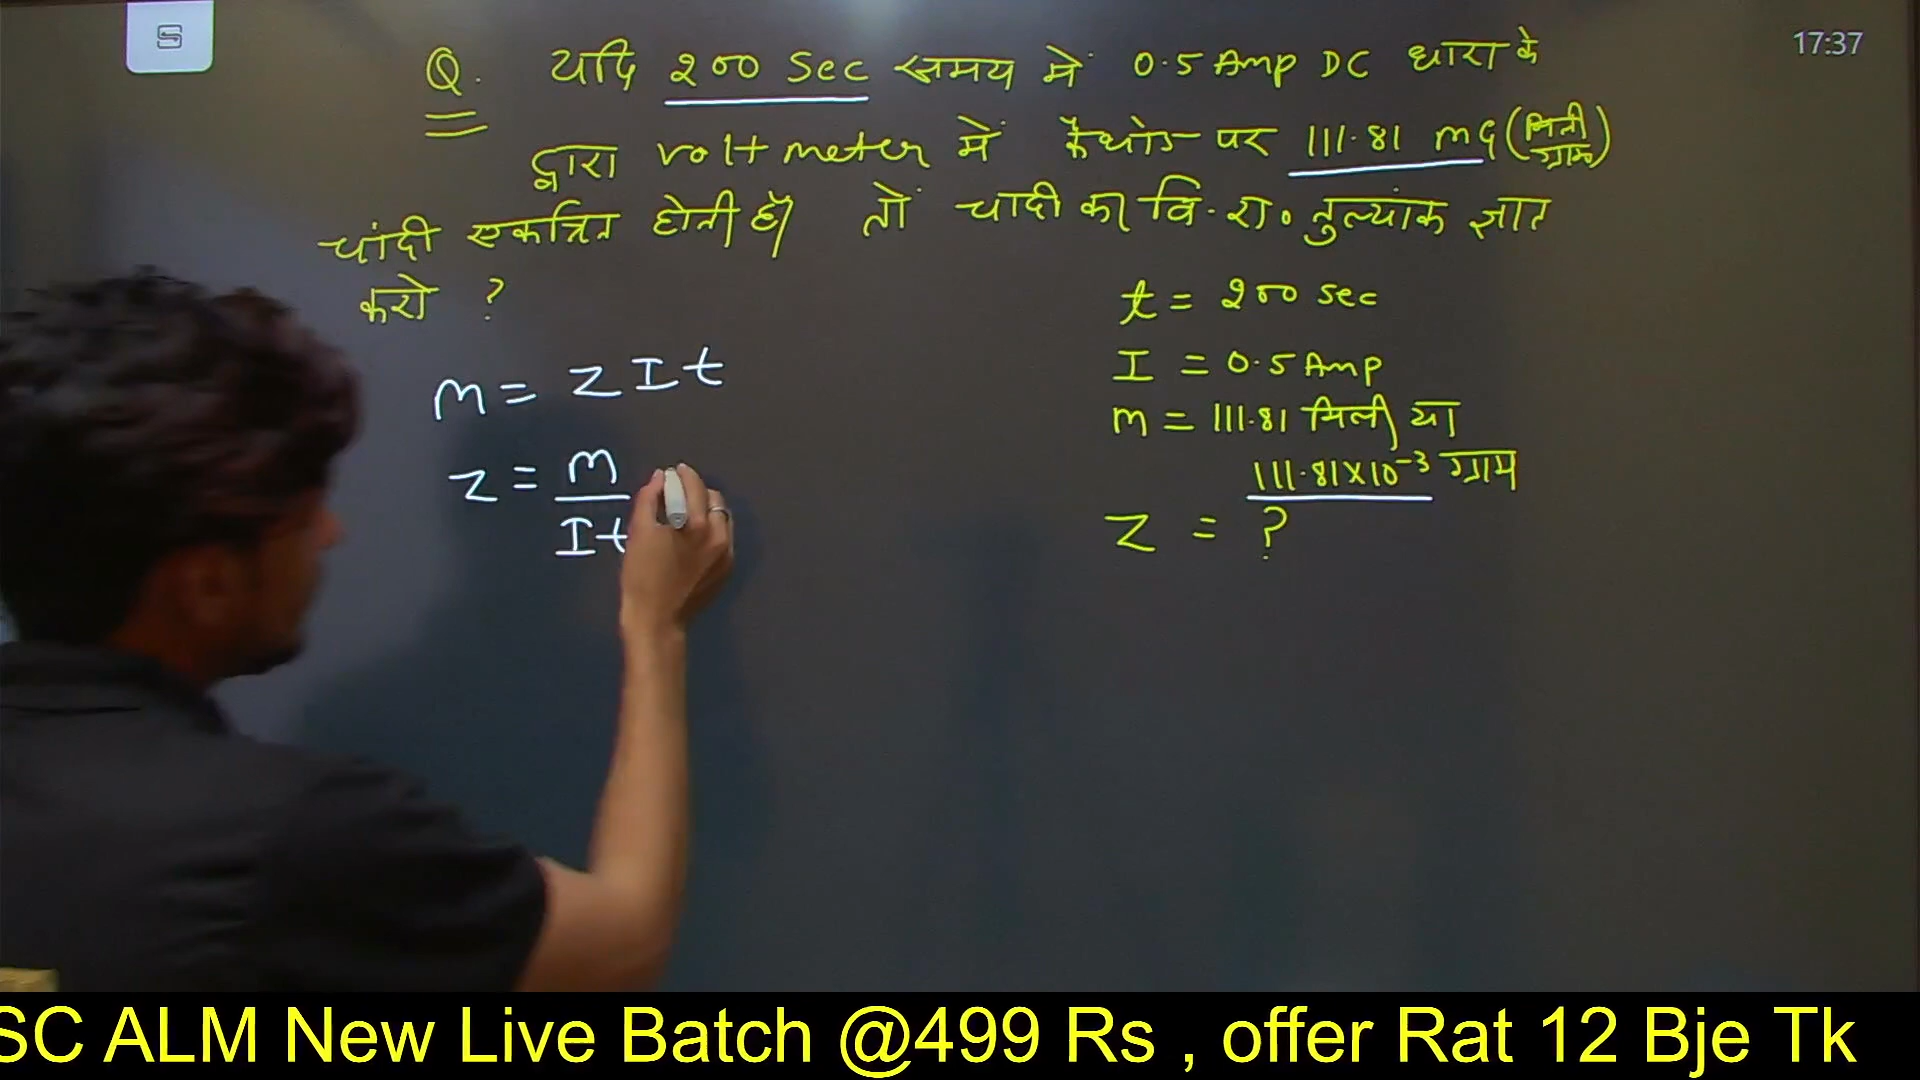 17:37
Q. यदि 200 Sec समय में 0.5 Amp DC धारा के
द्वारा voltmeter में कैथोड पर 111.81 mg (मिली ग्राम)
चांदी एकत्रित होती है तो चांदी का वि.रा. तुल्यांक ज्ञात
करो ?
t = 200 sec
I = 0.5 Amp
m = 111.81 मिली या
111.81×10⁻³ ग्राम
z = ?
m = ZIt
z = m
It
SC ALM New Live Batch @499 Rs , offer Rat 12 Bje Tk